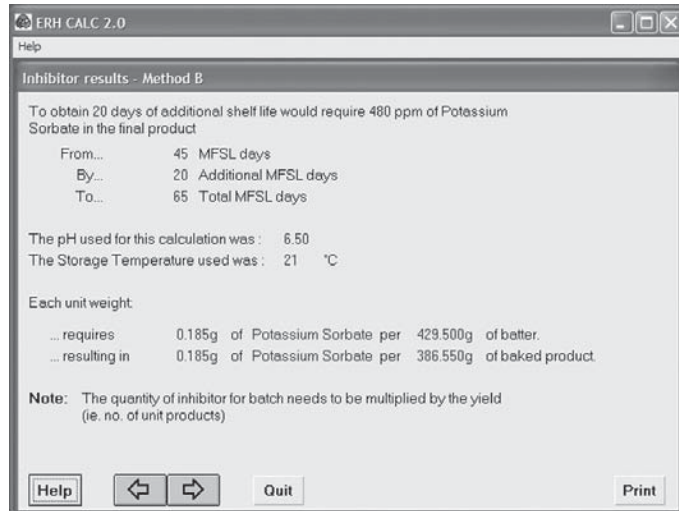 ERH CALC 2.0
Help
Inhibitor results - Method B
To obtain 20 days of additional shelf life would require 480 ppm of Potassium
Sorbate in the final product
From... 45 MFSL days
By... 20 Additional MFSL days
To... 65 Total MFSL days
The pH used for this calculation was : 6.50
The Storage Temperature used was : 21 °C
Each unit weight:
... requires 0.185g of Potassium Sorbate per 429.500g of batter.
... resulting in 0.185g of Potassium Sorbate per 386.550g of baked product.
Note: The quantity of inhibitor for batch needs to be multiplied by the yield
(ie. no. of unit products)
Help Quit Print